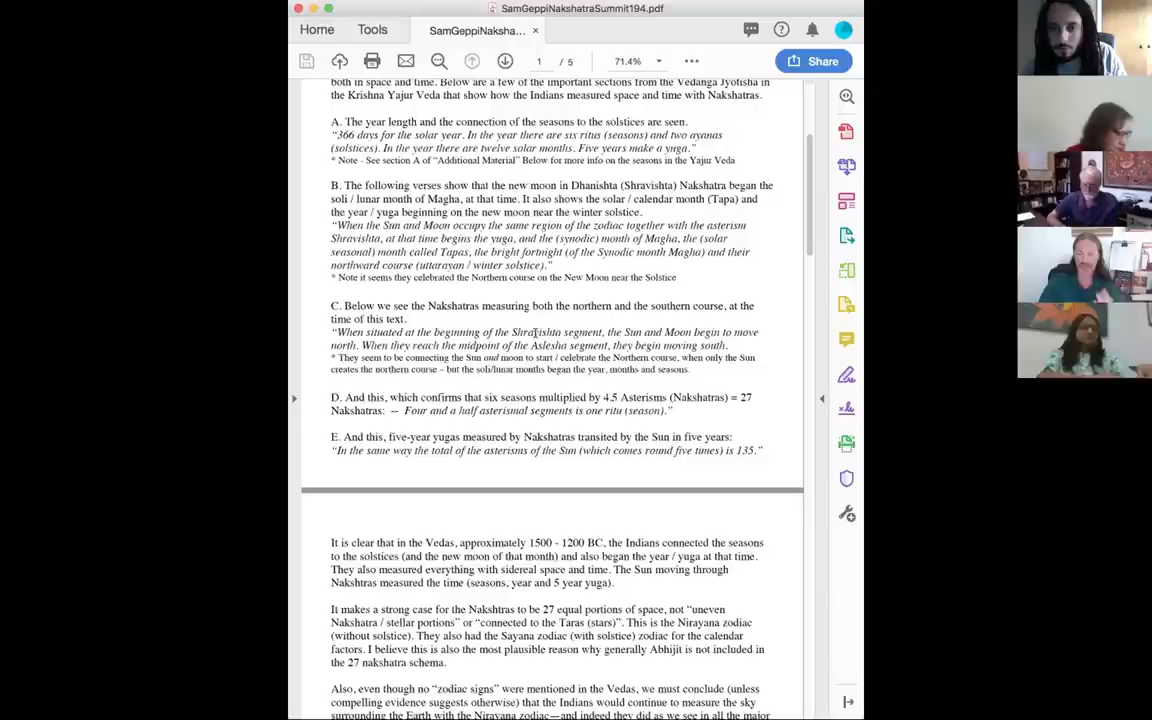 SamGeppiNakshatraSummit194.pdf
Home
Tools
SamGeppiNaksha...
1 / 5
71.4%
Share
both in space and time. Below are a few of the important sections from the Vedanga Jyotisha in
the Krishna Yajur Veda that show how the Indians measured space and time with Nakshatras.
A. The year length and the connection of the seasons to the solstices are seen.
“366 days for the solar year. In the year there are six ritus (seasons) and two ayanas
(solstices). In the year there are twelve solar months. Five years make a yuga.”
* Note - See section A of “Additional Material” Below for more info on the seasons in the Yajur Veda
B. The following verses show that the new moon in Dhanishta (Shravishta) Nakshatra began the
soli / lunar month of Magha, at that time. It also shows the solar / calendar month (Tapa) and
the year / yuga beginning on the new moon near the winter solstice.
“When the Sun and Moon occupy the same region of the zodiac together with the asterism
Shravishta, at that time begins the yuga, and the (synodic) month of Magha, the (solar
seasonal) month called Tapas, the bright fortnight (of the Synodic month Magha) and their
northward course (uttarayan / winter solstice).”
* Note it seems they celebrated the Northern course on the New Moon near the Solstice
C. Below we see the Nakshatras measuring both the northern and the southern course, at the
time of this text.
“When situated at the beginning of the Shravishta segment, the Sun and Moon begin to move
north. When they reach the midpoint of the Aslesha segment, they begin moving south.
* They seem to be connecting the Sun and moon to start / celebrate the Northern course, when only the Sun
creates the northern course – but the soli/lunar months began the year, months and seasons.
D. And this, which confirms that six seasons multiplied by 4.5 Asterisms (Nakshatras) = 27
Nakshatras: -- Four and a half asterismal segments is one ritu (season).”
E. And this, five-year yugas measured by Nakshatras transited by the Sun in five years:
“In the same way the total of the asterisms of the Sun (which comes round five times) is 135.”
It is clear that in the Vedas, approximately 1500 - 1200 BC, the Indians connected the seasons
to the solstices (and the new moon of that month) and also began the year / yuga at that time.
They also measured everything with sidereal space and time. The Sun moving through
Nakshtras measured the time (seasons, year and 5 year yuga).
It makes a strong case for the Nakshtras to be 27 equal portions of space, not “uneven
Nakshatra / stellar portions” or “connected to the Taras (stars)”. This is the Nirayana zodiac
(without solstice). They also had the Sayana zodiac (with solstice) zodiac for the calendar
factors. I believe this is also the most plausible reason why generally Abhijit is not included in
the 27 nakshatra schema.
Also, even though no “zodiac signs” were mentioned in the Vedas, we must conclude (unless
compelling evidence suggests otherwise) that the Indians would continue to measure the sky
surrounding the Earth with the Nirayana zodiac—and indeed they did as we see in all the major